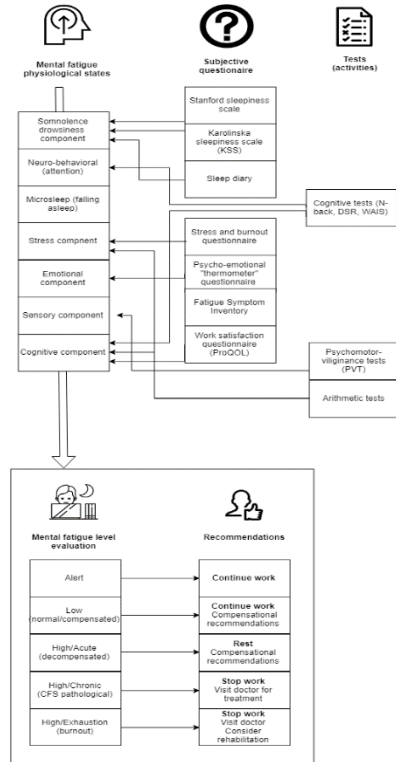 Mental fatigue
physiological states
Subjective
questionaire
Tests
(activities)
Somnolence
drowsiness
component
Neuro-behavioral
(attention)
Microsleep (falling
asleep)
Stress compnent
Emotional
component
Sensory component
Cognitive component
Stanford sleepiness
scale
Karolinska
sleepiness scale
(KSS)
Sleep diary
Stress and burnout
questionnaire
Psycho-emotional
"thermometer"
questionnaire
Fatigue Symptom
Inventory
Work satisfaction
questionnaire
(ProQOL)
Cognitive tests (N-
back, DSR, WAIS)
Psychomotor-
viliginance tests
(PVT)
Arithmetic tests
Mental fatigue level
evaluation
Recommendations
Alert
Continue work
Low
(normal/compensated)
Continue work
Compensational
recommendations
High/Acute
(decompensated)
Rest
Compensational
recommendations
High/Chronic
(CFS pathological)
Stop work
Visit doctor for
treatment
High/Exhaustion
(burnout)
Stop work
Visit doctor
Consider
rehabilitation